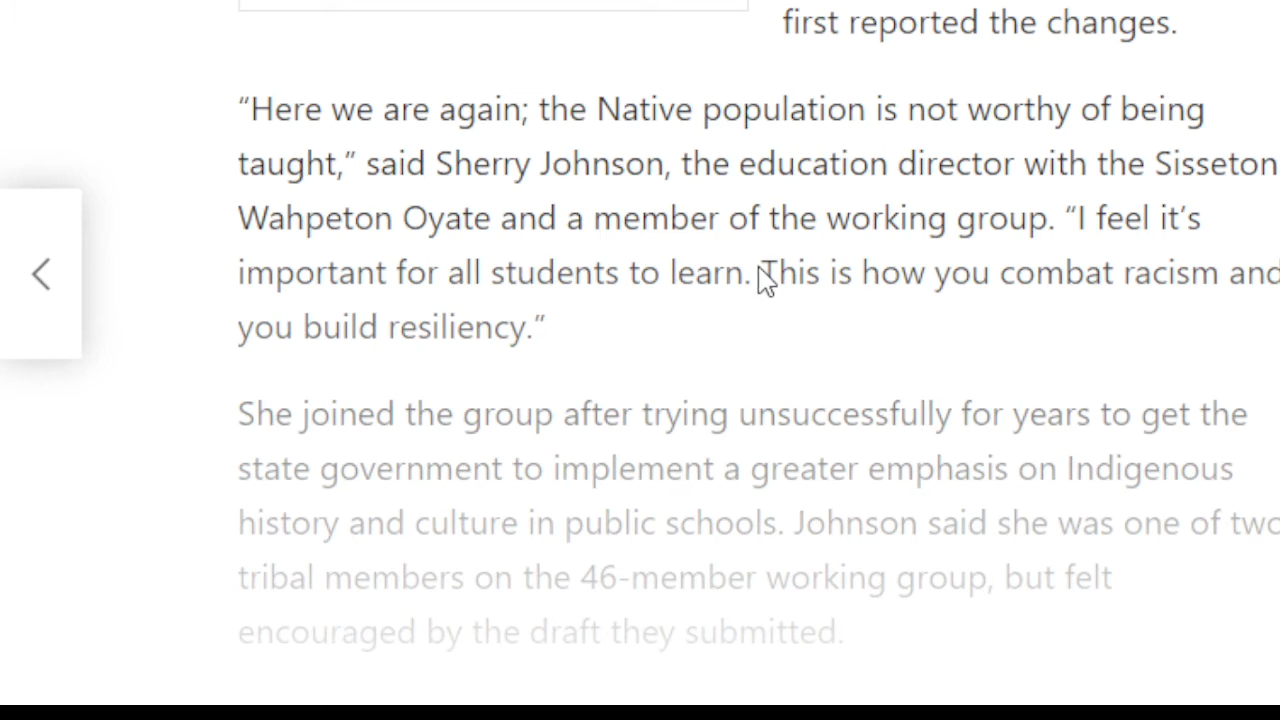 first reported the changes.
“Here we are again; the Native population is not worthy of being
taught,” said Sherry Johnson, the education director with the Sisseton
Wahpeton Oyate and a member of the working group. “I feel it’s
important for all students to learn. This is how you combat racism and
you build resiliency.”
She joined the group after trying unsuccessfully for years to get the
state government to implement a greater emphasis on Indigenous
history and culture in public schools. Johnson said she was one of two
tribal members on the 46-member working group, but felt
encouraged by the draft they submitted.